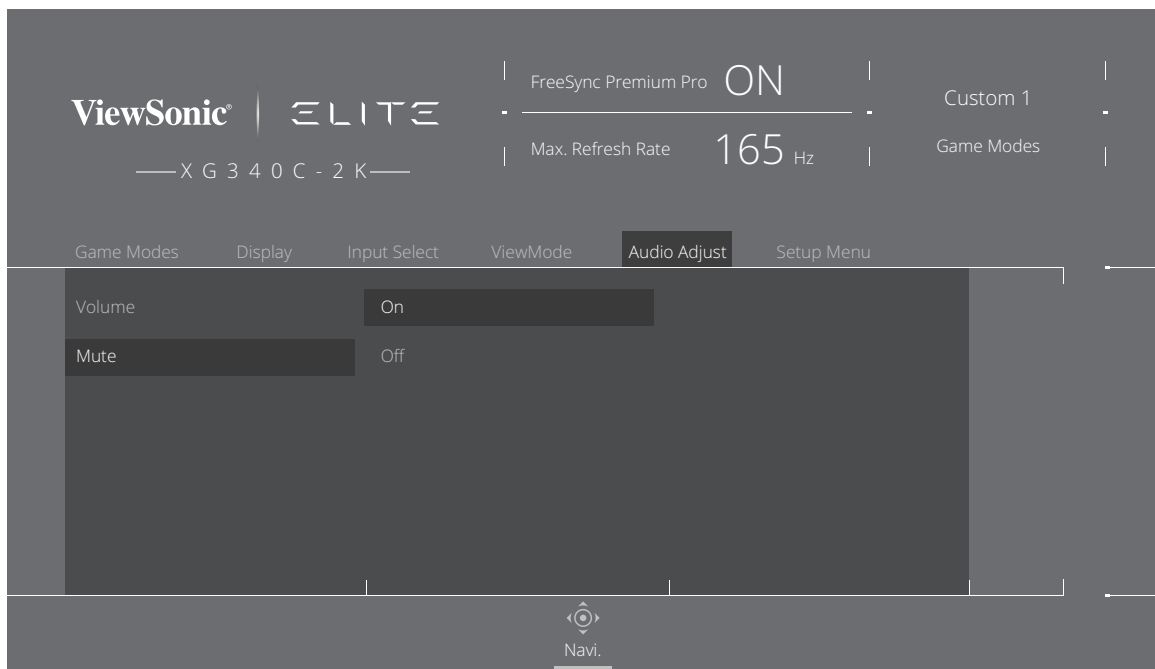 ViewSonic® ELITE
XG340C-2K
FreeSync Premium Pro ON
Max. Refresh Rate 165 Hz
Custom 1
Game Modes
Game Modes Display Input Select ViewMode Audio Adjust Setup Menu
Volume On
Mute Off
Navi.